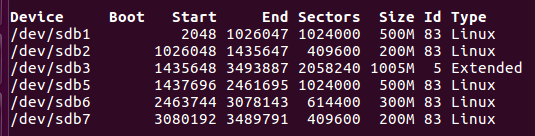 Device Boot Start End Sectors Size Id Type
/dev/sdb1 2048 1026047 1024000 500M 83 Linux
/dev/sdb2 1026048 1435647 409600 200M 83 Linux
/dev/sdb3 1435648 3493887 2058240 1005M 5 Extended
/dev/sdb5 1437696 2461695 1024000 500M 83 Linux
/dev/sdb6 2463744 3078143 614400 300M 83 Linux
/dev/sdb7 3080192 3489791 409600 200M 83 Linux